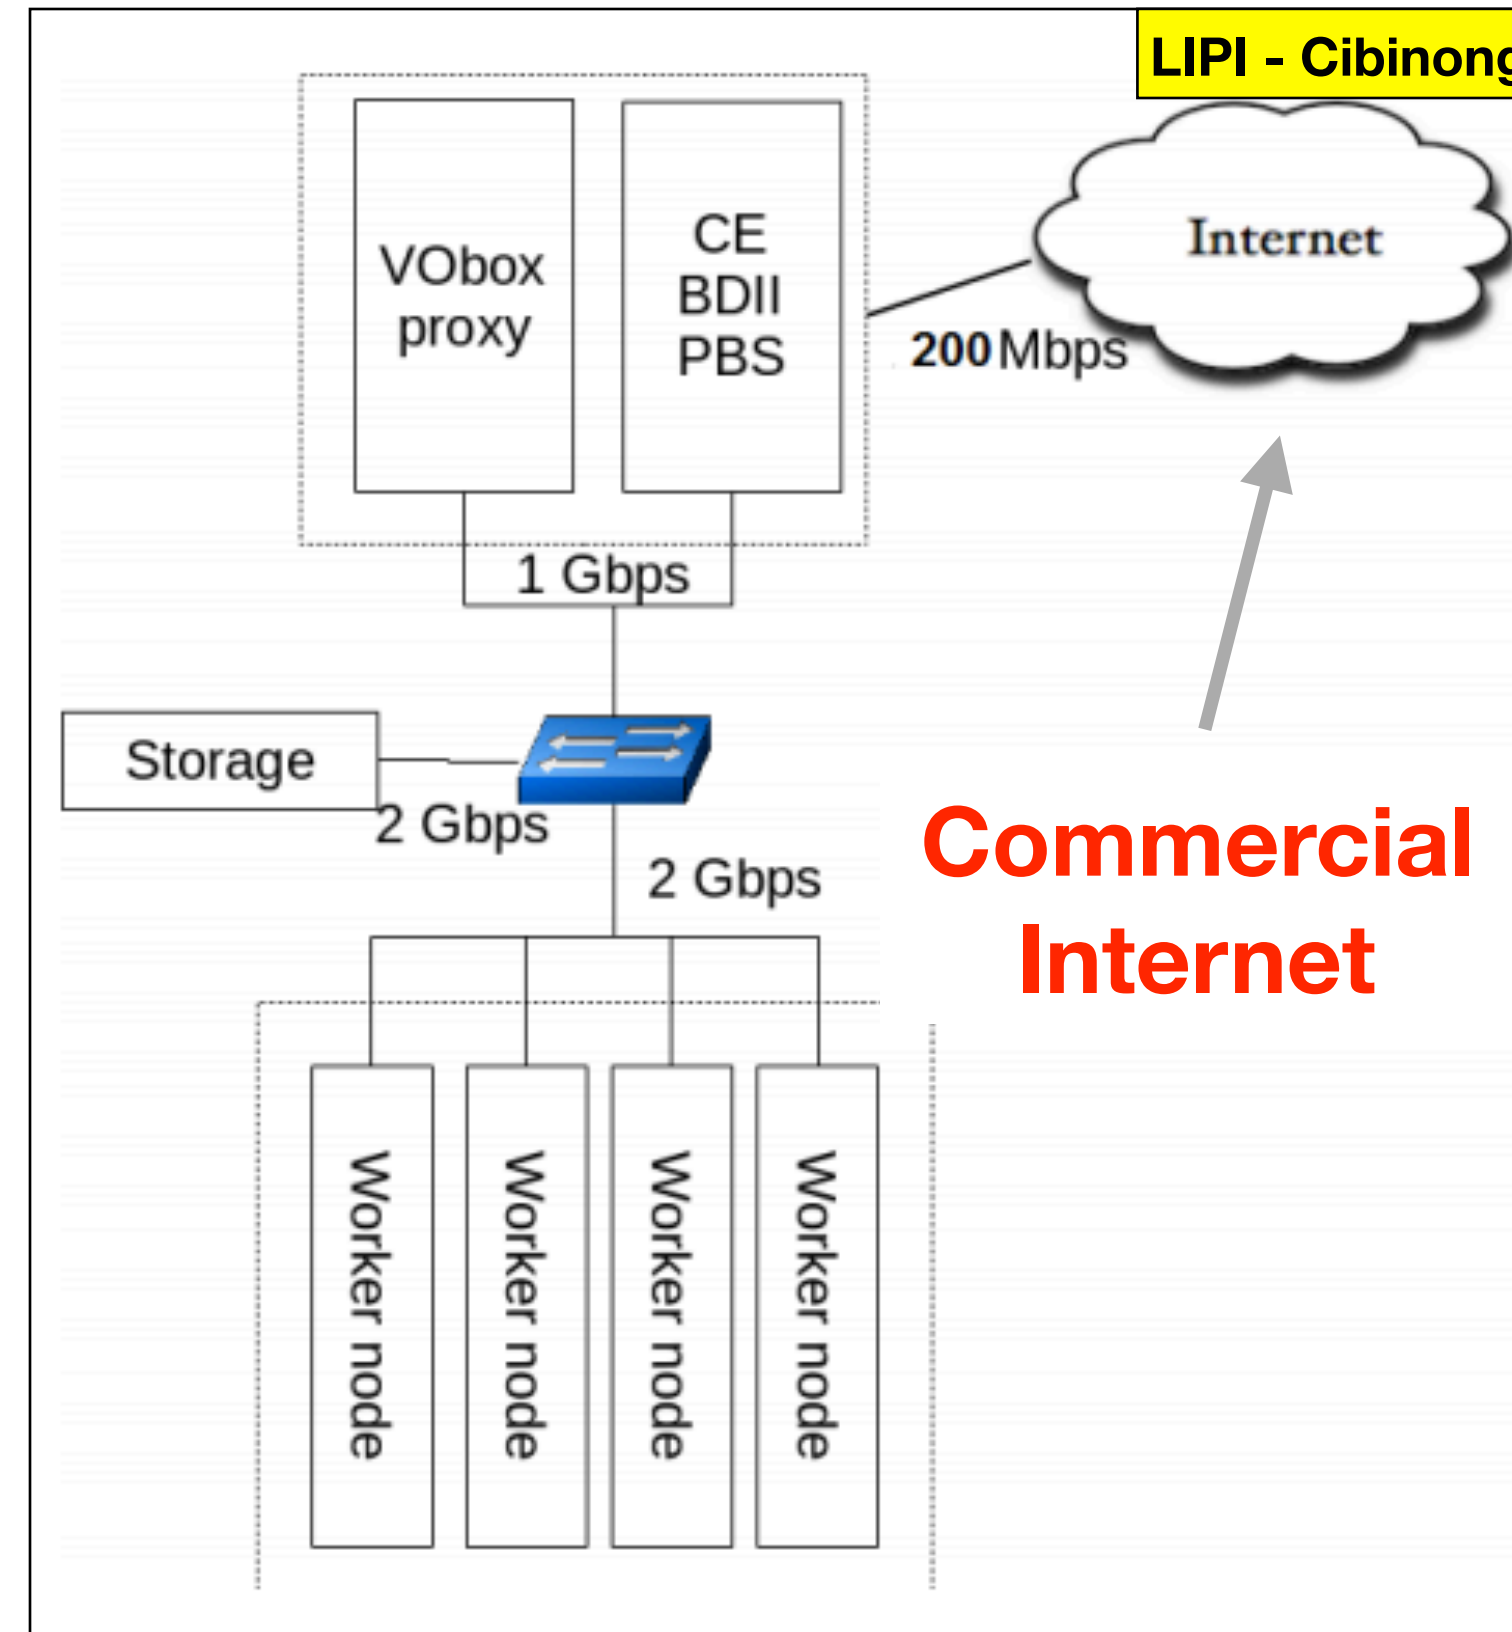 LIPI - Cibinong
VObox
proxy
CE
BDII
PBS
Internet
200 Mbps
1 Gbps
Storage
2 Gbps
2 Gbps
Commercial
Internet
Worker node
Worker node
Worker node
Worker node